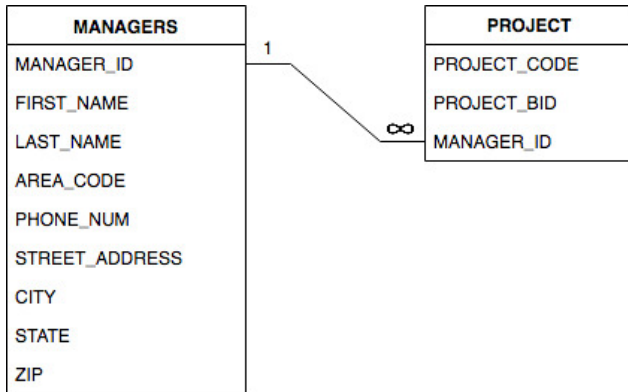 MANAGERS
MANAGER_ID
FIRST_NAME
LAST_NAME
AREA_CODE
PHONE_NUM
STREET_ADDRESS
CITY
STATE
ZIP
1
∞
PROJECT
PROJECT_CODE
PROJECT_BID
MANAGER_ID